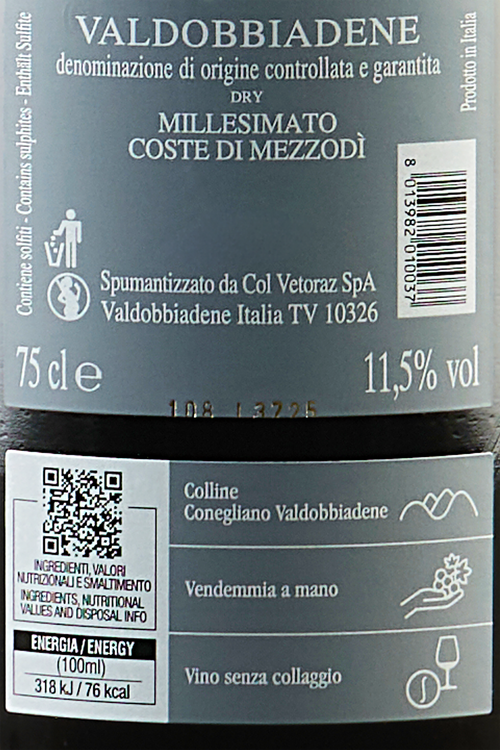 VALDOBBIADENE
denominazione di origine controllata e garantita
DRY
MILLESIMATO
COSTE DI MEZZODÌ
Contiene solfiti - Contains sulphites - Enthält Sulfite
Prodotto in Italia
8 013982 010037
Spumantizzato da Col Vetoraz SpA
Valdobbiadene Italia TV 10326
75 cl e
11,5% vol
INGREDIENTI, VALORI
NUTRIZIONALI E SMALTIMENTO
INGREDIENTS, NUTRITIONAL
VALUES AND DISPOSAL INFO
ENERGIA / ENERGY
(100ml)
318 kJ / 76 kcal
Colline
Conegliano Valdobbiadene
Vendemmia a mano
Vino senza collaggio